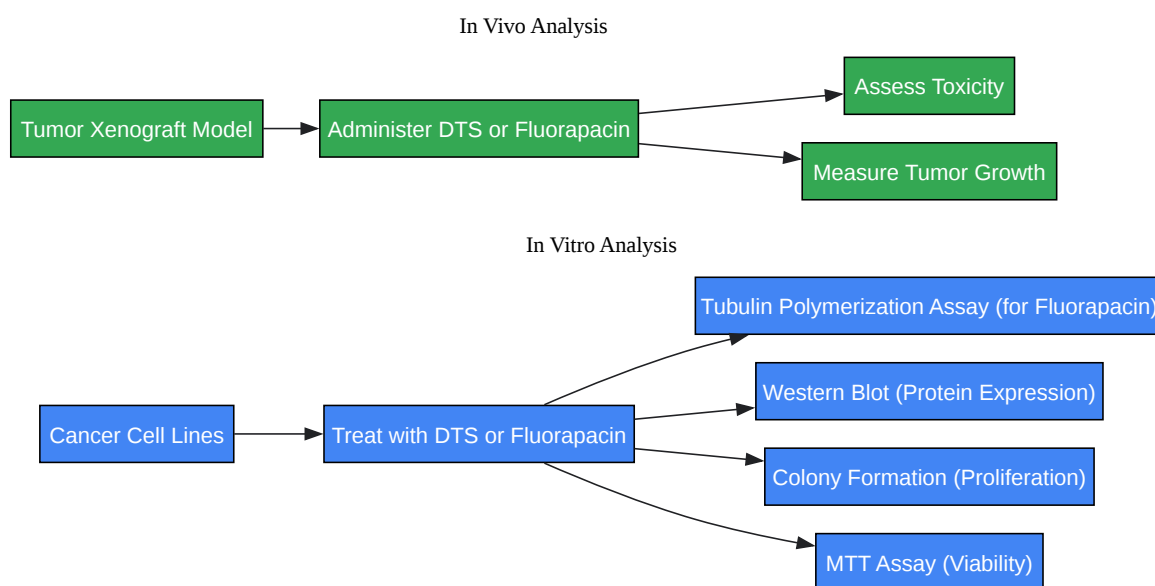 In Vivo Analysis
Tumor Xenograft Model
Administer DTS or Fluorapacin
Assess Toxicity
Measure Tumor Growth
In Vitro Analysis
Cancer Cell Lines
Treat with DTS or Fluorapacin
Tubulin Polymerization Assay (for Fluorapacin)
Western Blot (Protein Expression)
Colony Formation (Proliferation)
MTT Assay (Viability)